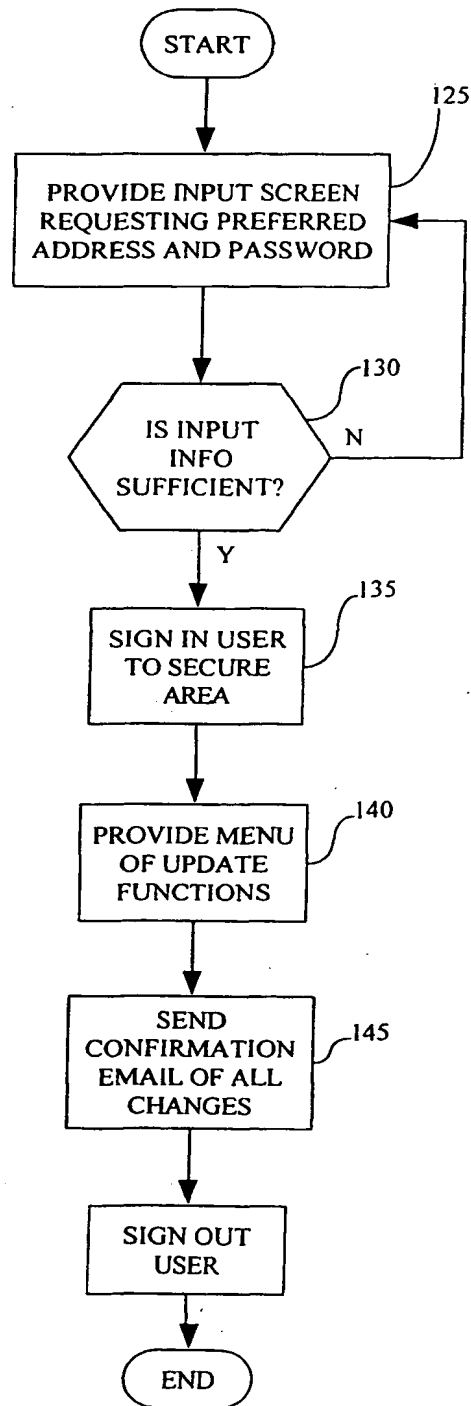 START
125
PROVIDE INPUT SCREEN
REQUESTING PREFERRED
ADDRESS AND PASSWORD
130
IS INPUT
INFO
SUFFICIENT?
N
Y
135
SIGN IN USER
TO SECURE
AREA
140
PROVIDE MENU
OF UPDATE
FUNCTIONS
145
SEND
CONFIRMATION
EMAIL OF ALL
CHANGES
SIGN OUT
USER
END